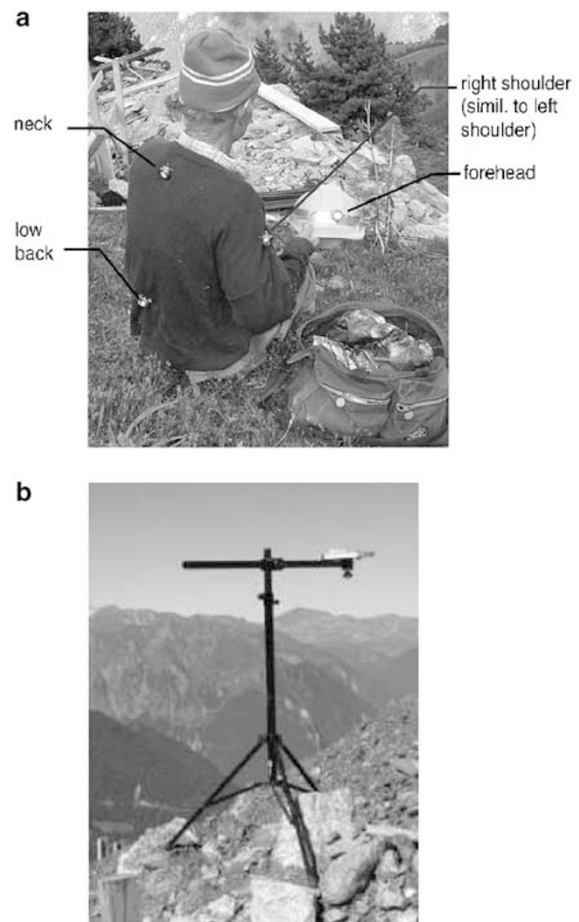 a
neck
low
back
right shoulder
(simil. to left
shoulder)
forehead
b